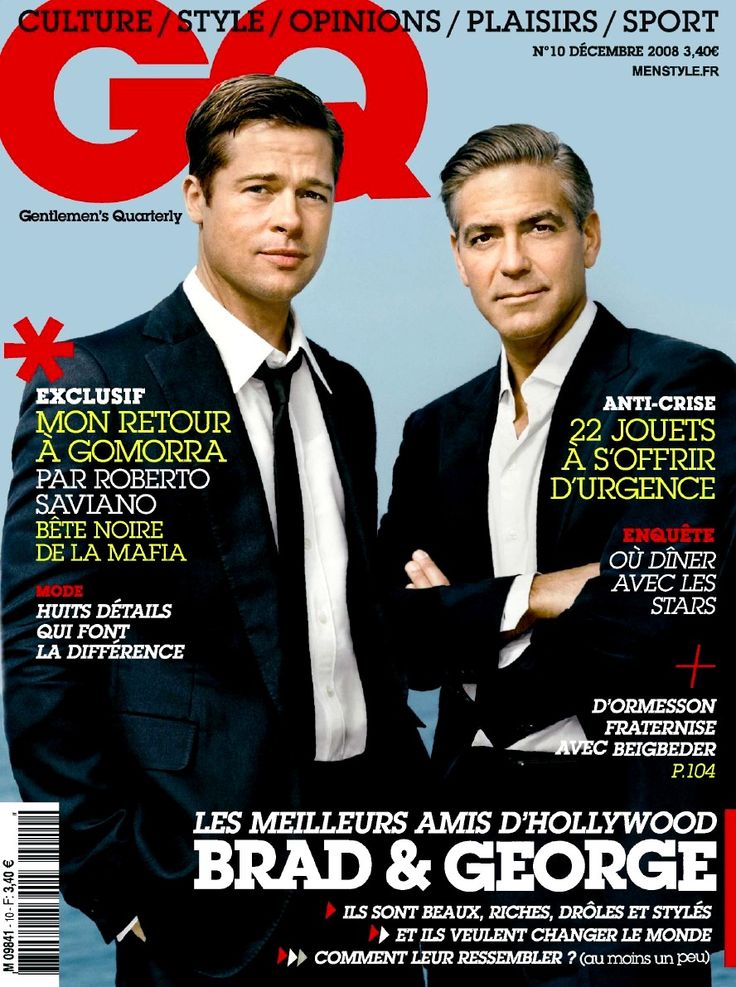 CULTURE / STYLE / OPINIONS / PLAISIRS / SPORT
N°10 DÉCEMBRE 2008 3,40€
MENSTYLE.FR
GQ
Gentlemen's Quarterly
EXCLUSIF
MON RETOUR
À GOMORRA
PAR ROBERTO
SAVIANO
BÊTE NOIRE
DE LA MAFIA
MODE
HUITS DÉTAILS
QUI FONT
LA DIFFÉRENCE
ANTI-CRISE
22 JOUETS
À S'OFFRIR
D'URGENCE
ENQUÊTE
OÙ DÎNER
AVEC LES
STARS
+
D'ORMESSON
FRATERNISE
AVEC BEIGBEDER
P.104
LES MEILLEURS AMIS D'HOLLYWOOD
BRAD & GEORGE
ILS SONT BEAUX, RICHES, DRÔLES ET STYLÉS
ET ILS VEULENT CHANGER LE MONDE
COMMENT LEUR RESSEMBLER ? (au moins un peu)
M 09841 - 10 - F: 3,40 €